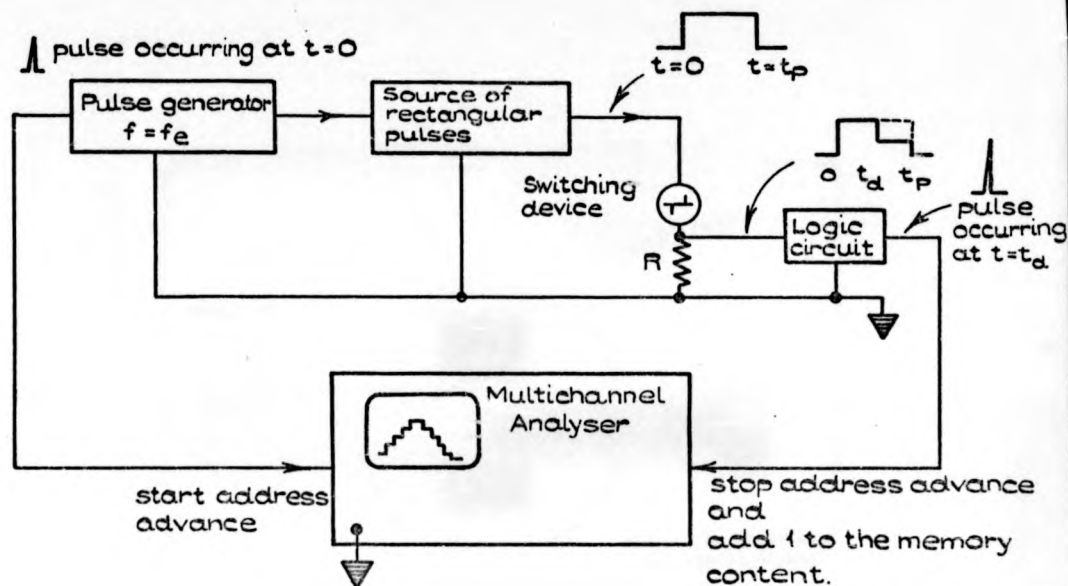 pulse occurring at t=0
t=0 t=tp
Pulse generator
f = fe
Source of
rectangular
pulses
0 td tp
Switching
device
pulse
occurring
at t=td
Logic
circuit
R
Multichannel
Analyser
start address
advance
stop address advance
and
add 1 to the memory
content.